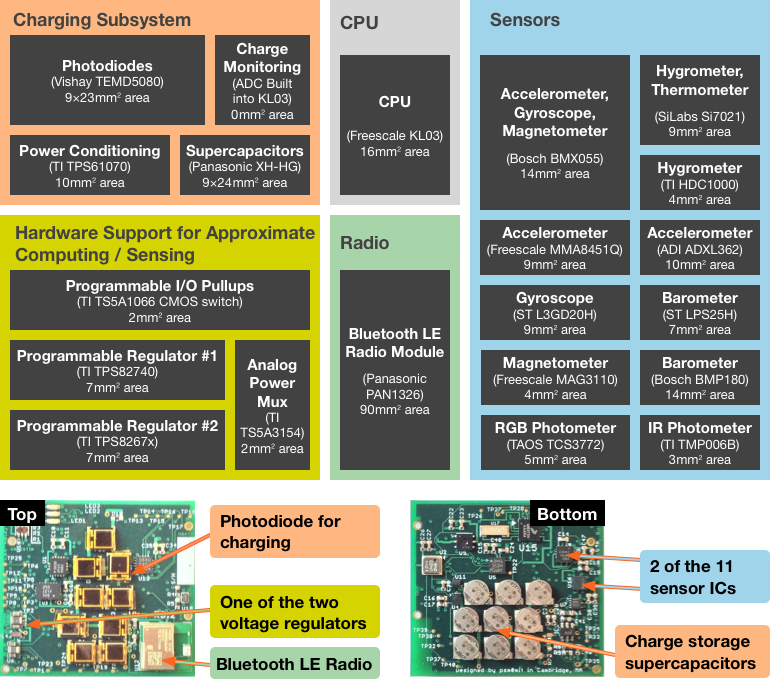 Charging Subsystem
Photodiodes
(Vishay TEMD5080)
9×23mm² area
Charge
Monitoring
(ADC Built
into KL03)
0mm² area
Power Conditioning
(TI TPS61070)
10mm² area
Supercapacitors
(Panasonic XH-HG)
9×24mm² area
CPU
CPU
(Freescale KL03)
16mm² area
Sensors
Accelerometer,
Gyroscope,
Magnetometer
(Bosch BMX055)
14mm² area
Hygrometer,
Thermometer
(SiLabs Si7021)
9mm² area
Hygrometer
(TI HDC1000)
4mm² area
Accelerometer
(Freescale MMA8451Q)
9mm² area
Accelerometer
(ADI ADXL362)
10mm² area
Gyroscope
(ST L3GD20H)
9mm² area
Barometer
(ST LPS25H)
7mm² area
Magnetometer
(Freescale MAG3110)
4mm² area
Barometer
(Bosch BMP180)
14mm² area
RGB Photometer
(TAOS TCS3772)
5mm² area
IR Photometer
(TI TMP006B)
3mm² area
Hardware Support for Approximate
Computing / Sensing
Programmable I/O Pullups
(TI TS5A1066 CMOS switch)
2mm² area
Programmable Regulator #1
(TI TPS82740)
7mm² area
Programmable Regulator #2
(TI TPS8267x)
7mm² area
Analog
Power
Mux
(TI
TS5A3154)
2mm² area
Radio
Bluetooth LE
Radio Module
(Panasonic
PAN1326)
90mm² area
Top
Photodiode for
charging
One of the two
voltage regulators
Bluetooth LE Radio
Bottom
U15
Designed by psm@mit in Cambridge, MA
2 of the 11
sensor ICs
Charge storage
supercapacitors